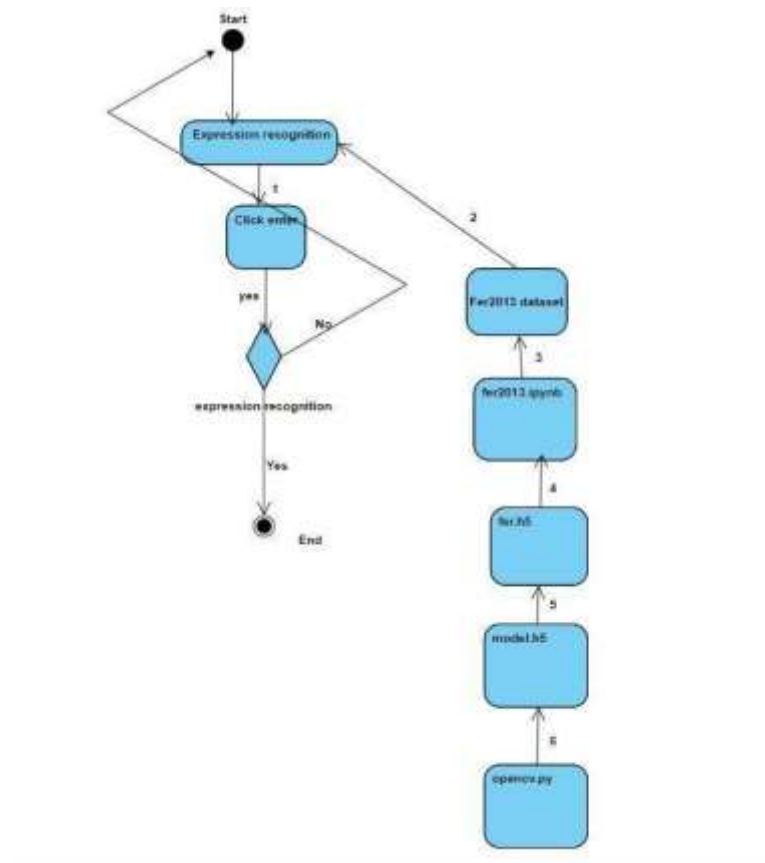 Start
Expression recognition
1
Click enter
yes
No
expression recognition
Yes
End
2
Fer2013 dataset
3
fer2013.ipynb
4
fer.h5
5
model.h5
6
opencv.py